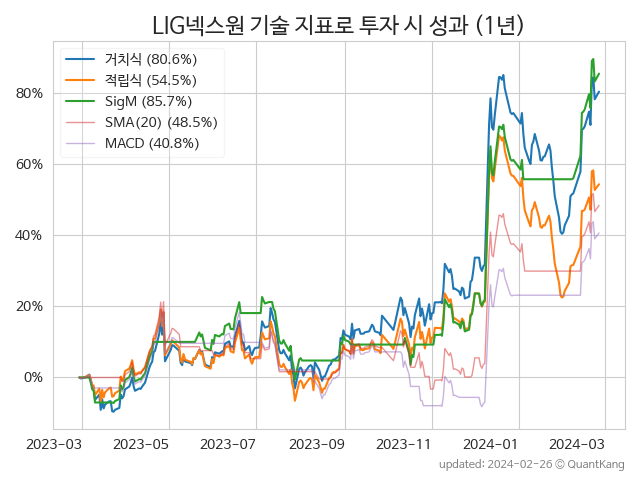 LIG넥스원 기술 지표로 투자 시 성과 (1년)
거치식 (80.6%)
적립식 (54.5%)
SigM (85.7%)
SMA(20) (48.5%)
MACD (40.8%)
80%
60%
40%
20%
0%
2023-03 2023-05 2023-07 2023-09 2023-11 2024-01 2024-03
updated: 2024-02-26 © QuantKang